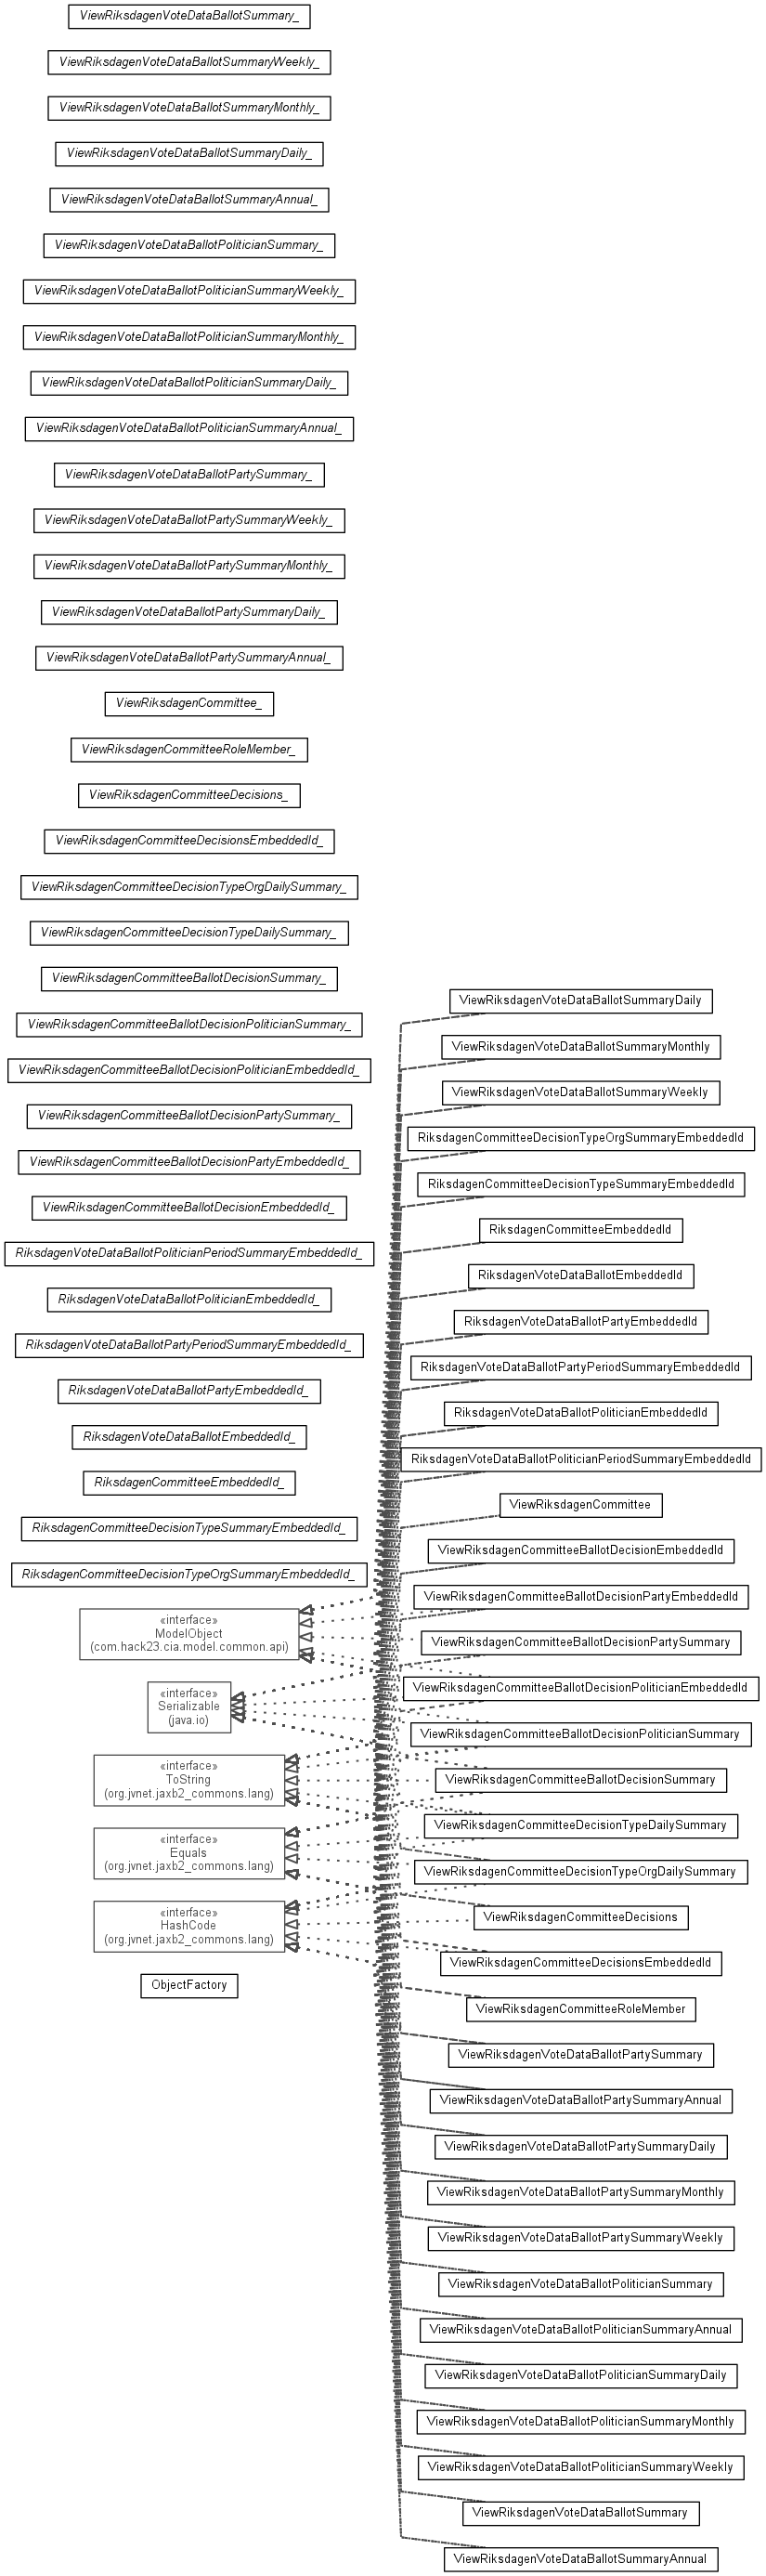 ViewRiksdagenVoteDataBallotSummary_
ViewRiksdagenVoteDataBallotSummaryWeekly_
ViewRiksdagenVoteDataBallotSummaryMonthly_
ViewRiksdagenVoteDataBallotSummaryDaily_
ViewRiksdagenVoteDataBallotSummaryAnnual_
ViewRiksdagenVoteDataBallotPoliticianSummary_
ViewRiksdagenVoteDataBallotPoliticianSummaryWeekly_
ViewRiksdagenVoteDataBallotPoliticianSummaryMonthly_
ViewRiksdagenVoteDataBallotPoliticianSummaryDaily_
ViewRiksdagenVoteDataBallotPoliticianSummaryAnnual_
ViewRiksdagenVoteDataBallotPartySummary_
ViewRiksdagenVoteDataBallotPartySummaryWeekly_
ViewRiksdagenVoteDataBallotPartySummaryMonthly_
ViewRiksdagenVoteDataBallotPartySummaryDaily_
ViewRiksdagenVoteDataBallotPartySummaryAnnual_
ViewRiksdagenCommittee_
ViewRiksdagenCommitteeRoleMember_
ViewRiksdagenCommitteeDecisions_
ViewRiksdagenCommitteeDecisionsEmbeddedId_
ViewRiksdagenCommitteeDecisionTypeOrgDailySummary_
ViewRiksdagenCommitteeDecisionTypeDailySummary_
ViewRiksdagenCommitteeBallotDecisionSummary_
ViewRiksdagenCommitteeBallotDecisionPoliticianSummary_
ViewRiksdagenCommitteeBallotDecisionPoliticianEmbeddedId_
ViewRiksdagenCommitteeBallotDecisionPartySummary_
ViewRiksdagenCommitteeBallotDecisionPartyEmbeddedId_
ViewRiksdagenCommitteeBallotDecisionEmbeddedId_
RiksdagenVoteDataBallotPoliticianPeriodSummaryEmbeddedId_
RiksdagenVoteDataBallotPoliticianEmbeddedId_
RiksdagenVoteDataBallotPartyPeriodSummaryEmbeddedId_
RiksdagenVoteDataBallotPartyEmbeddedId_
RiksdagenVoteDataBallotEmbeddedId_
RiksdagenCommitteeEmbeddedId_
RiksdagenCommitteeDecisionTypeSummaryEmbeddedId_
RiksdagenCommitteeDecisionTypeOrgSummaryEmbeddedId_
«interface»
ModelObject
(com.hack23.cia.model.common.api)
«interface»
Serializable
(java.io)
«interface»
ToString
(org.jvnet.jaxb2_commons.lang)
«interface»
Equals
(org.jvnet.jaxb2_commons.lang)
«interface»
HashCode
(org.jvnet.jaxb2_commons.lang)
ObjectFactory
ViewRiksdagenVoteDataBallotSummaryDaily
ViewRiksdagenVoteDataBallotSummaryMonthly
ViewRiksdagenVoteDataBallotSummaryWeekly
RiksdagenCommitteeDecisionTypeOrgSummaryEmbeddedId
RiksdagenCommitteeDecisionTypeSummaryEmbeddedId
RiksdagenCommitteeEmbeddedId
RiksdagenVoteDataBallotEmbeddedId
RiksdagenVoteDataBallotPartyEmbeddedId
RiksdagenVoteDataBallotPartyPeriodSummaryEmbeddedId
RiksdagenVoteDataBallotPoliticianEmbeddedId
RiksdagenVoteDataBallotPoliticianPeriodSummaryEmbeddedId
ViewRiksdagenCommittee
ViewRiksdagenCommitteeBallotDecisionEmbeddedId
ViewRiksdagenCommitteeBallotDecisionPartyEmbeddedId
ViewRiksdagenCommitteeBallotDecisionPartySummary
ViewRiksdagenCommitteeBallotDecisionPoliticianEmbeddedId
ViewRiksdagenCommitteeBallotDecisionPoliticianSummary
ViewRiksdagenCommitteeBallotDecisionSummary
ViewRiksdagenCommitteeDecisionTypeDailySummary
ViewRiksdagenCommitteeDecisionTypeOrgDailySummary
ViewRiksdagenCommitteeDecisions
ViewRiksdagenCommitteeDecisionsEmbeddedId
ViewRiksdagenCommitteeRoleMember
ViewRiksdagenVoteDataBallotPartySummary
ViewRiksdagenVoteDataBallotPartySummaryAnnual
ViewRiksdagenVoteDataBallotPartySummaryDaily
ViewRiksdagenVoteDataBallotPartySummaryMonthly
ViewRiksdagenVoteDataBallotPartySummaryWeekly
ViewRiksdagenVoteDataBallotPoliticianSummary
ViewRiksdagenVoteDataBallotPoliticianSummaryAnnual
ViewRiksdagenVoteDataBallotPoliticianSummaryDaily
ViewRiksdagenVoteDataBallotPoliticianSummaryMonthly
ViewRiksdagenVoteDataBallotPoliticianSummaryWeekly
ViewRiksdagenVoteDataBallotSummary
ViewRiksdagenVoteDataBallotSummaryAnnual